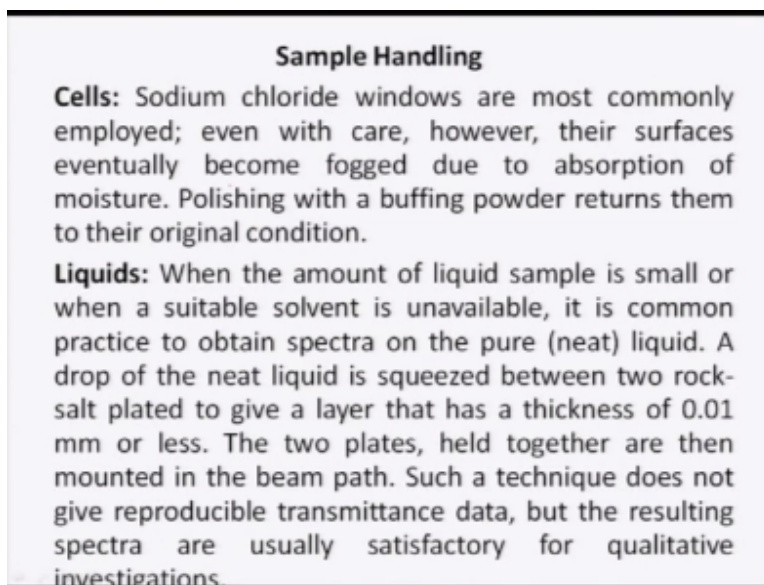 Sample Handling
Cells: Sodium chloride windows are most commonly
employed; even with care, however, their surfaces
eventually become fogged due to absorption of
moisture. Polishing with a buffing powder returns them
to their original condition.
Liquids: When the amount of liquid sample is small or
when a suitable solvent is unavailable, it is common
practice to obtain spectra on the pure (neat) liquid. A
drop of the neat liquid is squeezed between two rock-
salt plated to give a layer that has a thickness of 0.01
mm or less. The two plates, held together are then
mounted in the beam path. Such a technique does not
give reproducible transmittance data, but the resulting
spectra are usually satisfactory for qualitative
investigations.